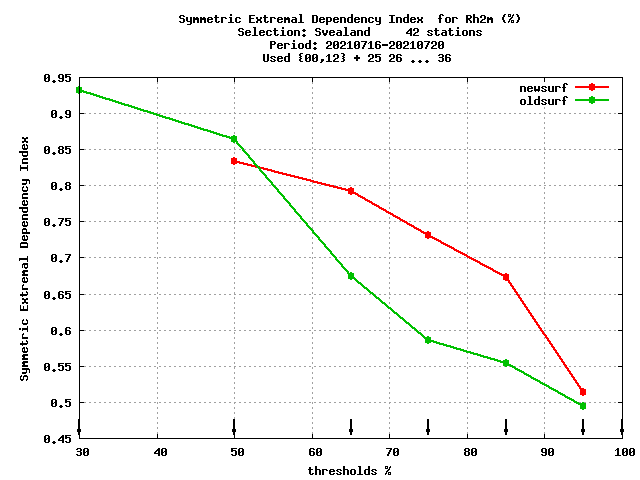 Symmetric Extremal Dependency Index  for Rh2m (%)
Selection: Svealand     42 stations
Period: 20210716-20210720
Used {00,12} + 25 26 ... 36
newsurf
oldsurf
Symmetric Extremal Dependency Index
0.95
0.9
0.85
0.8
0.75
0.7
0.65
0.6
0.55
0.5
0.45
30 40 50 60 70 80 90 100
thresholds %